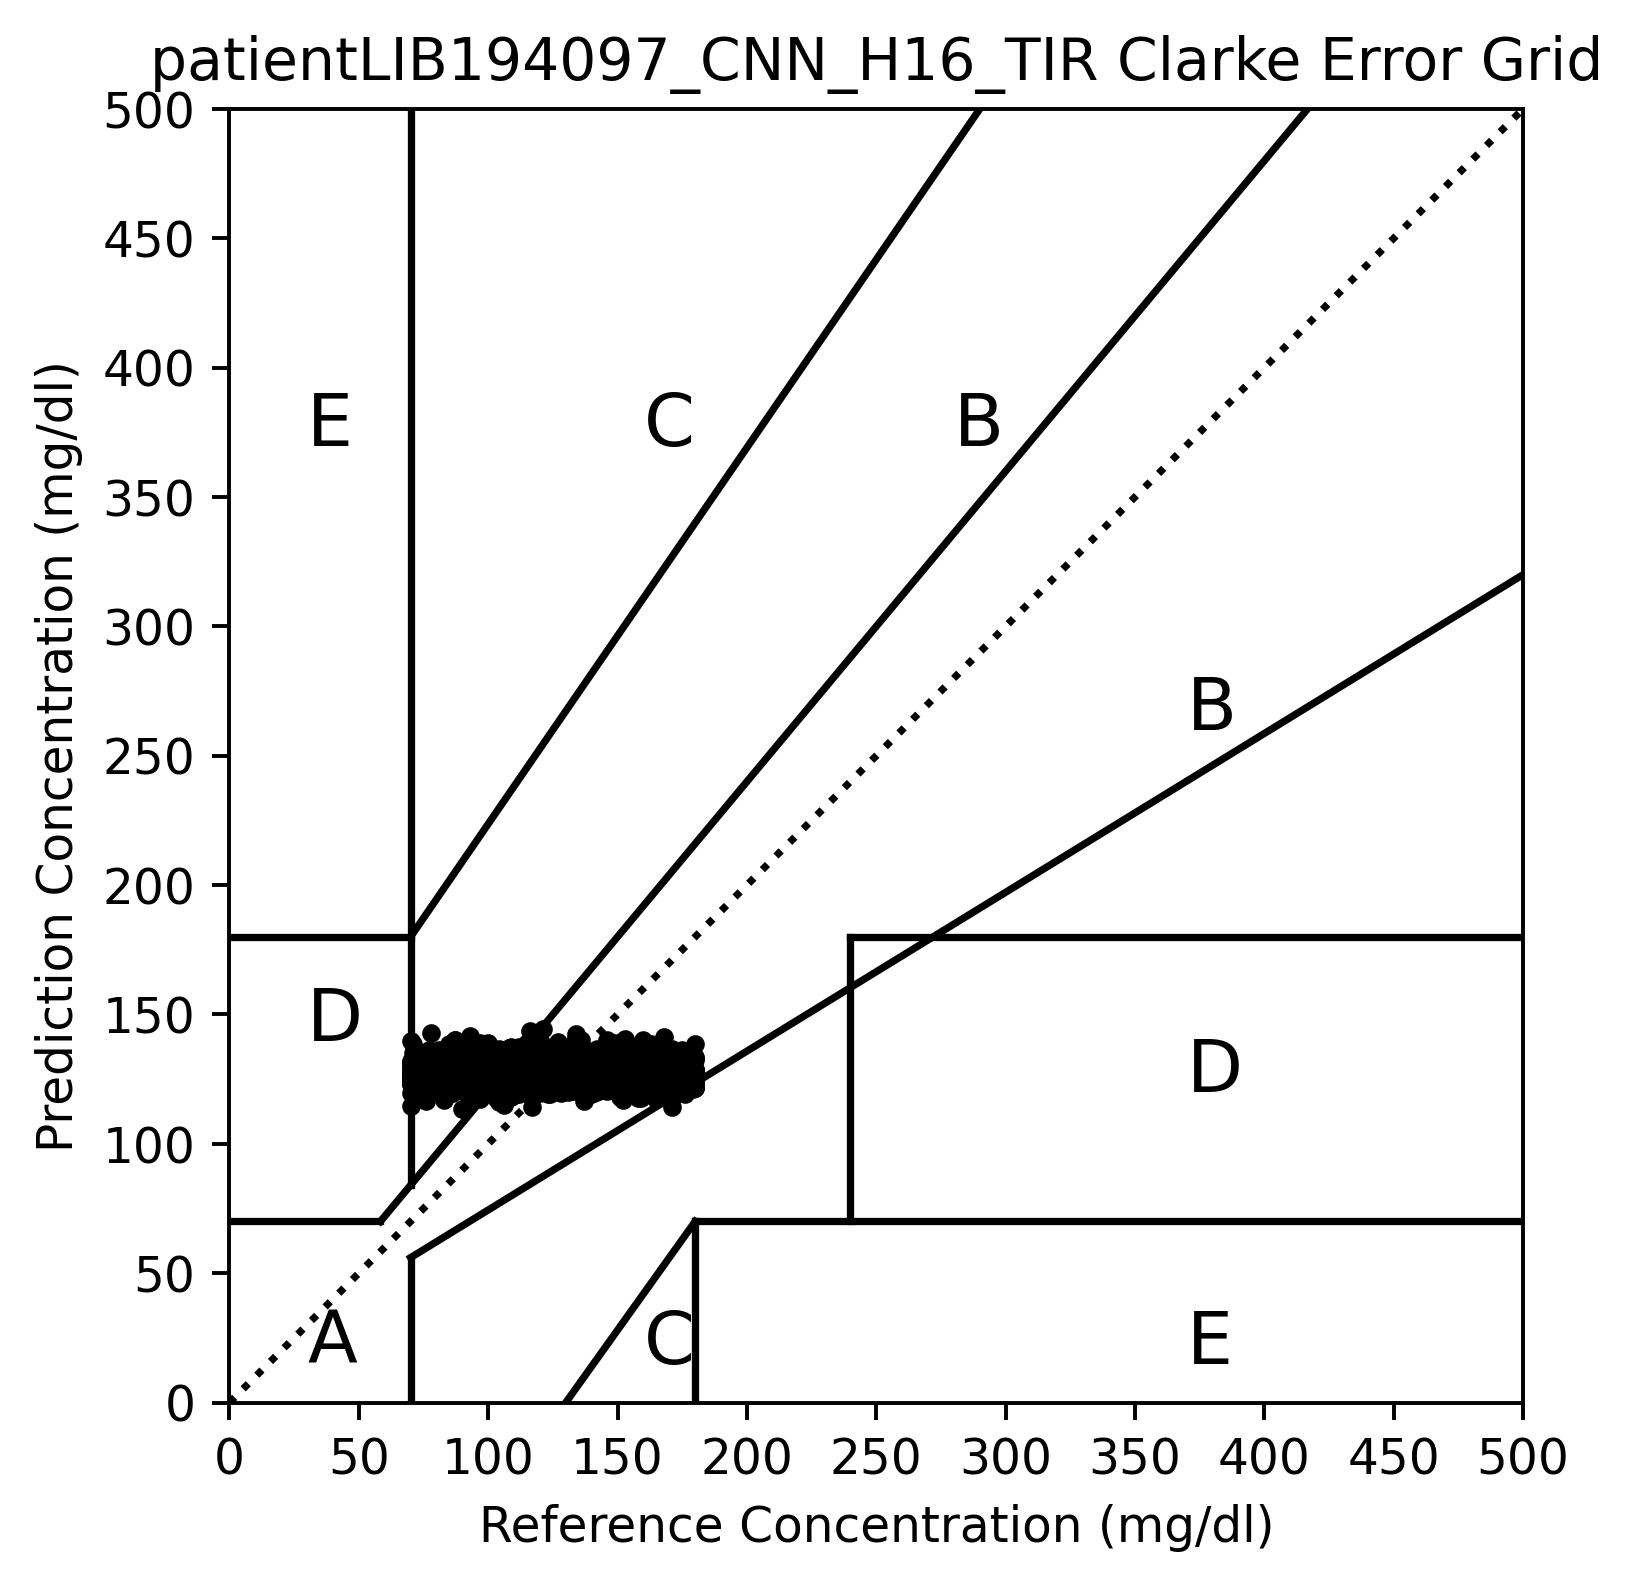 patientLIB194097_CNN_H16_TIR Clarke Error Grid
500
450
400
350
300
250
200
150
100
50
0
Prediction Concentration (mg/dl)
E
C
B
B
D
D
A
C
E
0 50 100 150 200 250 300 350 400 450 500
Reference Concentration (mg/dl)